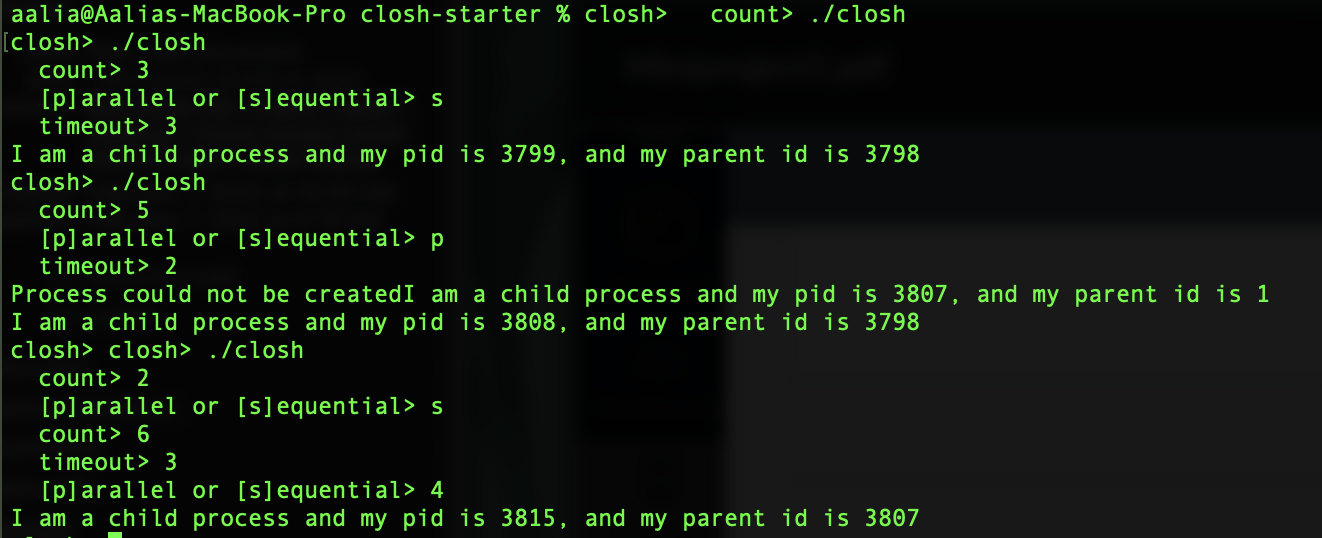 aalia@Aalias-MacBook-Pro closh-starter % closh>   count> ./closh
[closh> ./closh
  count> 3
  [p]arallel or [s]equential> s
  timeout> 3
I am a child process and my pid is 3799, and my parent id is 3798
closh> ./closh
  count> 5
  [p]arallel or [s]equential> p
  timeout> 2
Process could not be createdI am a child process and my pid is 3807, and my parent id is 1
I am a child process and my pid is 3808, and my parent id is 3798
closh> closh> ./closh
  count> 2
  [p]arallel or [s]equential> s
  count> 6
  timeout> 3
  [p]arallel or [s]equential> 4
I am a child process and my pid is 3815, and my parent id is 3807